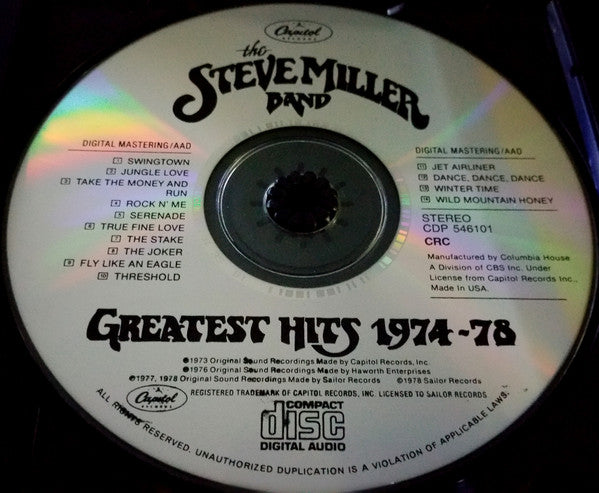 Capitol
RECORDS
the
STEVE MILLER
BAND
DIGITAL MASTERING/AAD
1 SWINGTOWN
2 JUNGLE LOVE
3 TAKE THE MONEY AND
RUN
4 ROCK N' ME
5 SERENADE
6 TRUE FINE LOVE
7 THE STAKE
8 THE JOKER
9 FLY LIKE AN EAGLE
10 THRESHOLD
DIGITAL MASTERING/AAD
11 JET AIRLINER
12 DANCE, DANCE, DANCE
13 WINTER TIME
14 WILD MOUNTAIN HONEY
STEREO
CDP 546101
CRC
Manufactured by Columbia House
A Division of CBS Inc. Under
License from Capitol Records Inc.,
Made in USA.
GREATEST HITS 1974-78
℗1973 Original Sound Recordings Made by Capitol Records, Inc.
℗1976 Original Sound Recordings Made by Haworth Enterprises
℗1977, 1978 Original Sound Recordings Made by Sailor Records ©1978 Sailor Records
Capitol
RECORDS
REGISTERED TRADEMARK OF CAPITOL RECORDS, INC. LICENSED TO SAILOR RECORDS
COMPACT
disc
DIGITAL AUDIO
ALL RIGHTS RESERVED. UNAUTHORIZED DUPLICATION IS A VIOLATION OF APPLICABLE LAWS.